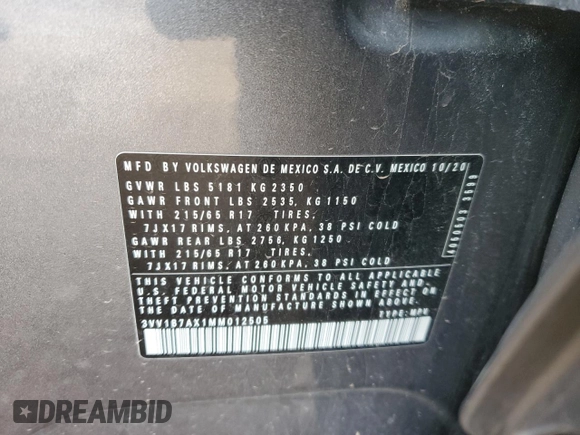 MFD BY VOLKSWAGEN DE MEXICO S.A. DE C.V. MEXICO 10/20
GVWR LBS 5181 KG 2350
GAWR FRONT LBS 2535, KG 1150
WITH 215/65 R17 TIRES,
7JX17 RIMS, AT 260 KPA, 38 PSI COLD
GAWR REAR LBS 2756, KG 1250
WITH 215/65 R17 TIRES,
7JX17 RIMS, AT 260 KPA, 38 PSI COLD
THIS VEHICLE CONFORMS TO ALL APPLICABLE
U.S. FEDERAL MOTOR VEHICLE SAFETY AND
THEFT PREVENTION STANDARDS IN EFFECT ON
THE DATE OF MANUFACTURE SHOWN ABOVE.
3VV1B7AX1MM012505 TYPE: MPV
DREAMBID